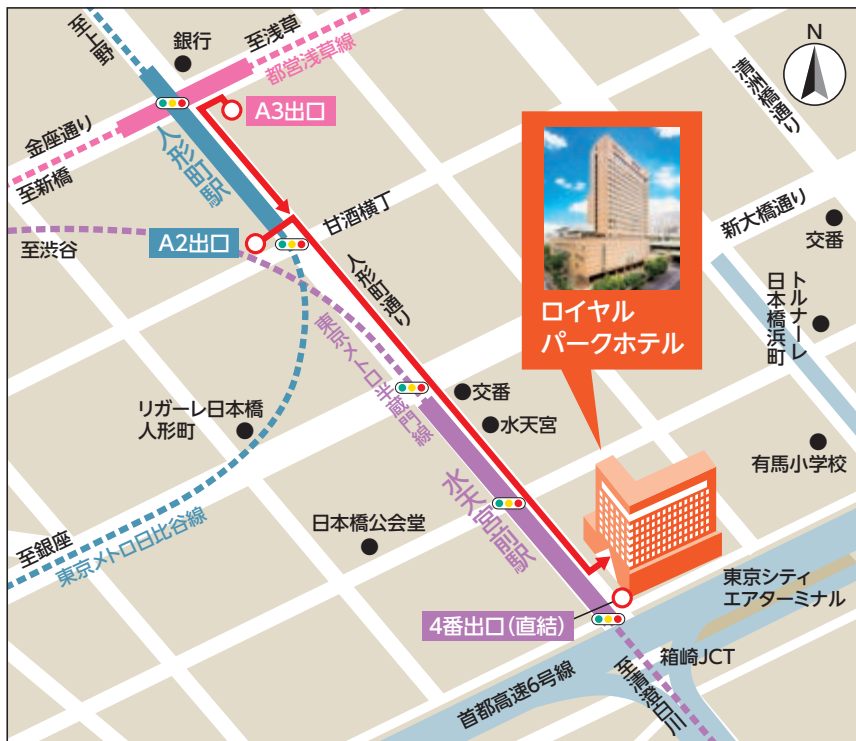 至上野
銀行
至浅草
都営浅草線
N
清洲橋通り
A3出口
金座通り
至新橋
人形町駅
甘酒横丁
A2出口
至渋谷
新大橋通り
交番
人形町通り
トルナーレ
日本橋浜町
ロイヤル
パークホテル
東京メトロ半蔵門線
交番
水天宮
リガーレ日本橋
人形町
有馬小学校
水天宮前駅
日本橋公会堂
至銀座
東京メトロ日比谷線
東京シティ
エアターミナル
4番出口(直結)
箱崎JCT
首都高速6号線
至清澄白川